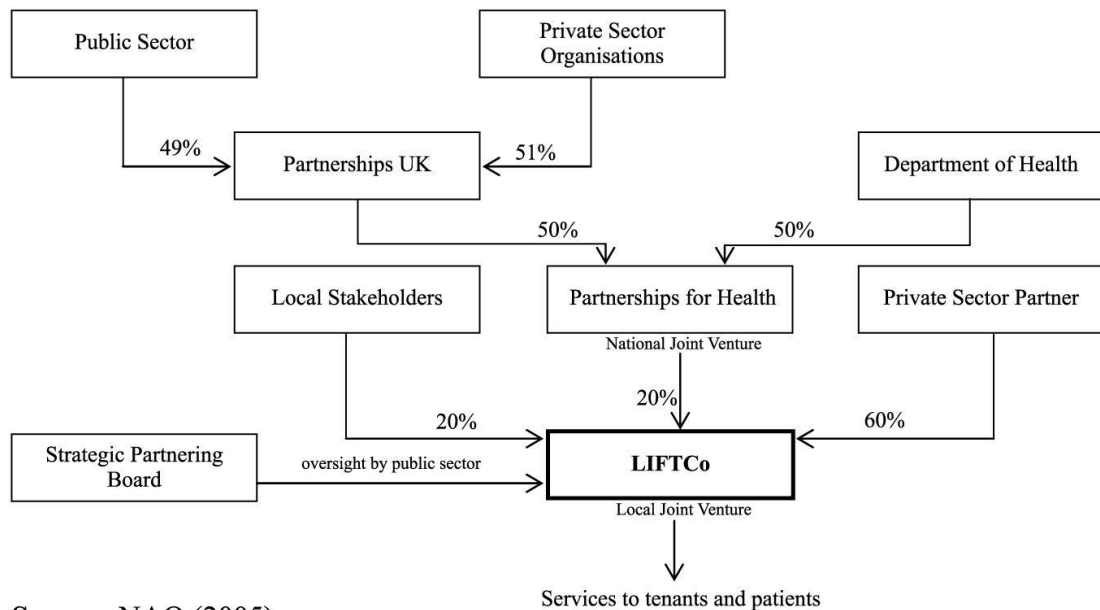 Public Sector
Private Sector
Organisations
49%
Partnerships UK
51%
Department of Health
50%
50%
Local Stakeholders
Partnerships for Health
Private Sector Partner
National Joint Venture
20%
20%
60%
Strategic Partnering
Board
oversight by public sector
LIFTCo
Local Joint Venture
Services to tenants and patients